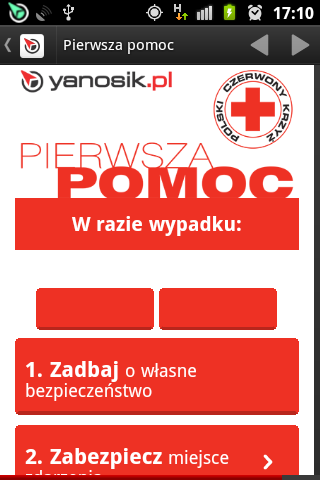 H
17:10
Pierwsza pomoc
yanosik.pl
POLSKI CZERWONY KRZYŻ
PIERWSZA
POMOC
W razie wypadku:
1. Zadbaj o własne
bezpieczeństwo
2. Zabezpiecz miejsce
zdarzenia